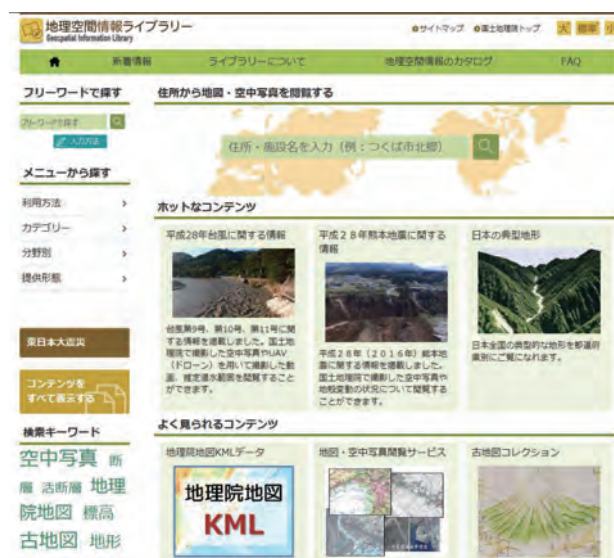 地理空間情報ライブラリー
Geospatial Information Library
サイトマップ
国土地理院トップ
大
標準
小
新着情報
ライブラリーについて
地理空間情報のカタログ
FAQ
フリーワードで探す
フリーワードで探す
入力方法
メニューから探す
利用方法
カテゴリー
分野別
提供形態
東日本大震災
コンテンツを
すべて表示する
検索キーワード
空中写真 断
層 活断層 地理
院地図 標高
古地図 地形
住所から地図・空中写真を閲覧する
住所・施設名を入力（例：つくば市北郷）
ホットなコンテンツ
平成28年台風に関する情報
台風第9号、第10号、第11号に関
する情報を掲載しました。国土地
理院で撮影した空中写真やUAV
（ドローン）を用いて撮影した動
画、推定湛水範囲を閲覧すること
ができます。
平成２８年熊本地震に関する
情報
平成２８年（２０１６年）熊本地
震に関する情報を掲載しました。
国土地理院で撮影した空中写真や
地殻変動の状況について閲覧する
ことができます。
日本の典型地形
日本全国の典型的な地形を都道府
県別にご覧になれます。
よく見られるコンテンツ
地理院地図KMLデータ
地理院地図
KML
地図・空中写真閲覧サービス
古地図コレクション